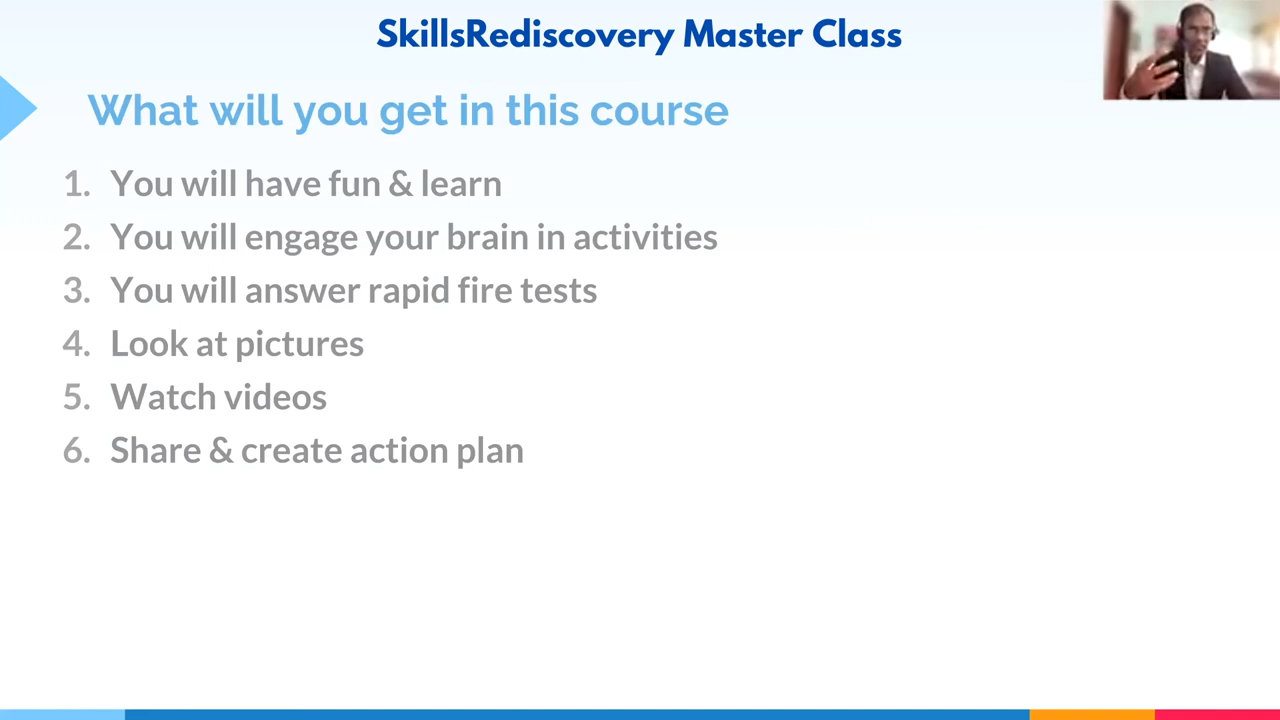 SkillsRediscovery Master Class
What will you get in this course
1. You will have fun & learn
2. You will engage your brain in activities
3. You will answer rapid fire tests
4. Look at pictures
5. Watch videos
6. Share & create action plan